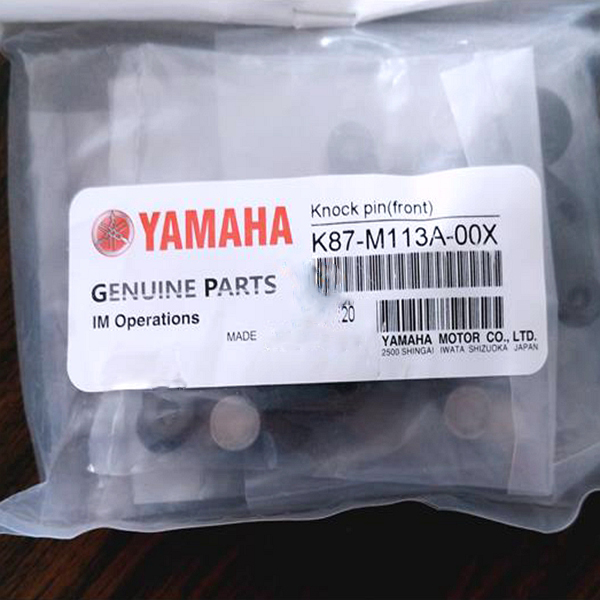 YAMAHA
Knock pin(front)
K87-M113A-00X
GENUINE PARTS
IM Operations
:20
MADE
YAMAHA MOTOR CO., LTD.
2500 SHINGAI IWATA SHIZUOKA JAPAN